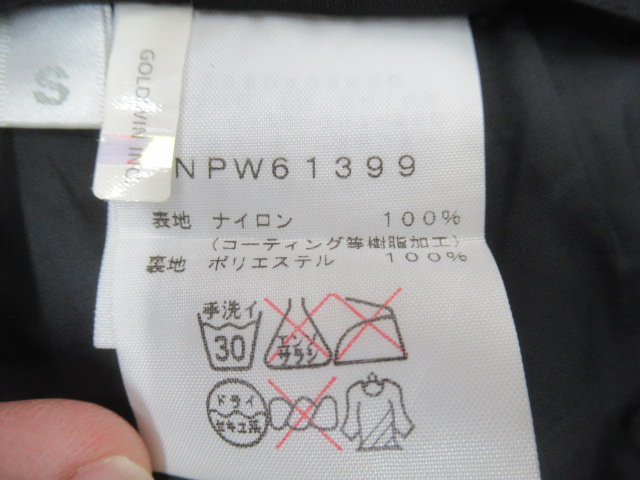 S
GOLDWIN INC
NPW61399
表地 ナイロン 100%
(コーティング等樹脂加工)
裏地 ポリエステル 100%
手洗イ
30
エンソ
サラシ
ドライ
セキユ系